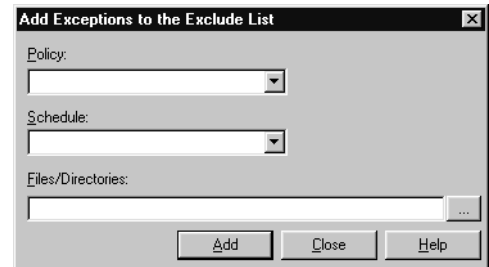 Add Exceptions to the Exclude List
Policy:
Schedule:
Files/Directories:
...
Add Close Help